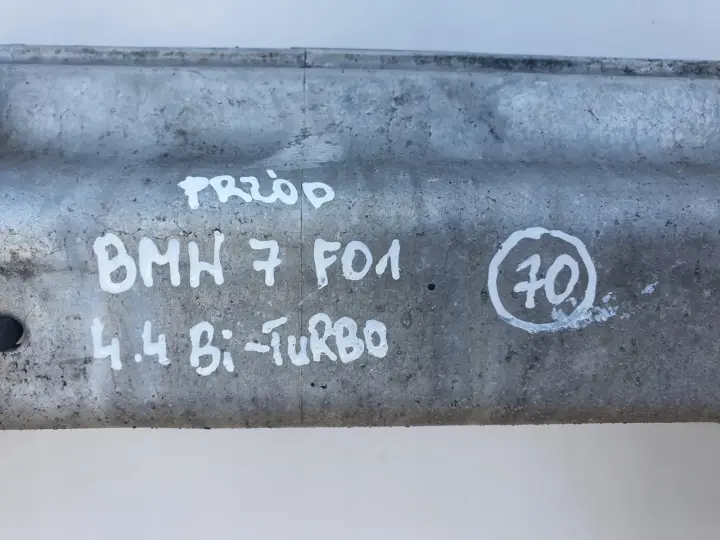 PRZÓD
BMW 7 F01
70
4.4 Bi-TURBO